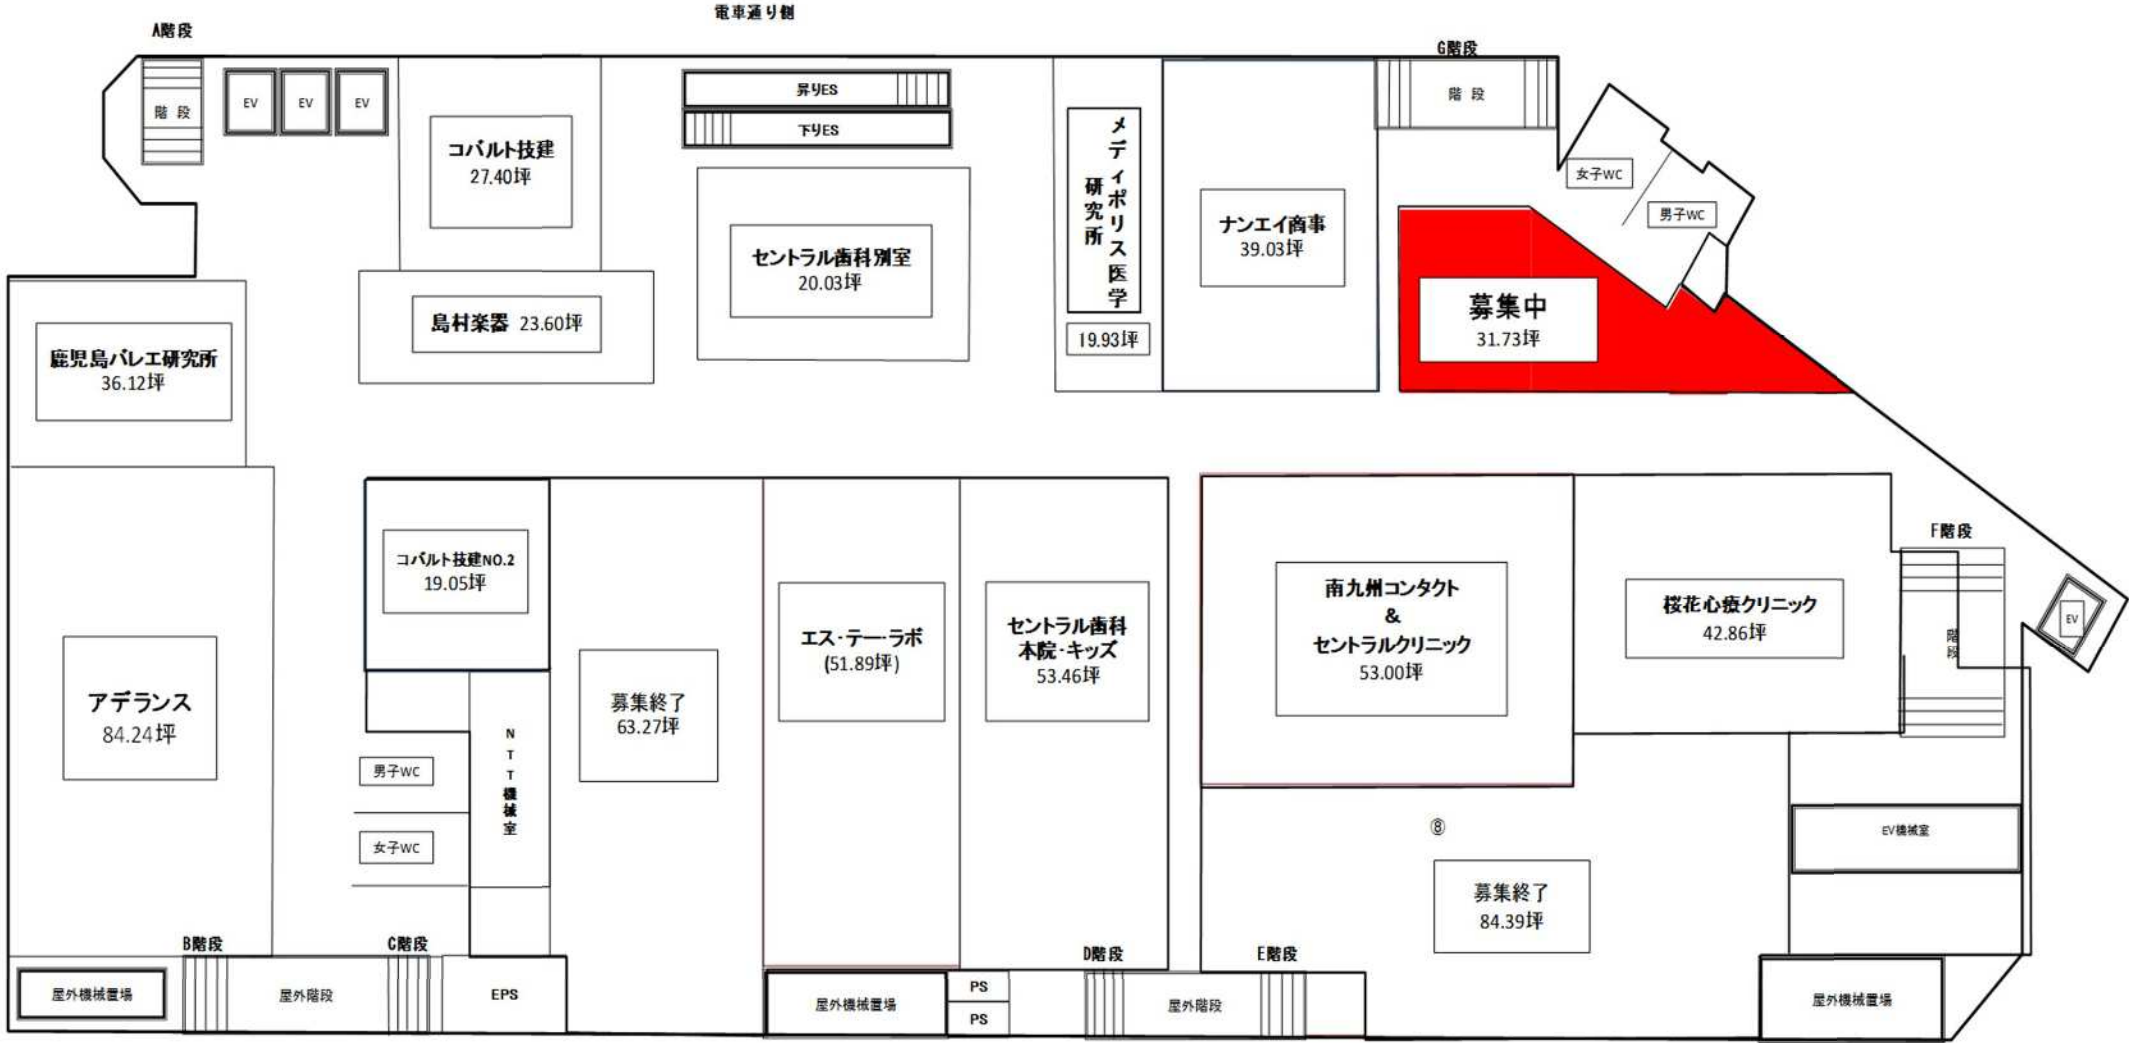 電車通り側
A階段
G階段
階 段
EV
EV
EV
コバルト技建
27.40坪
昇りES
下りES
メディポリス医学
研究所
19.93坪
階 段
女子WC
男子WC
セントラル歯科別室
20.03坪
ナンエイ商事
39.03坪
募集中
31.73坪
島村楽器 23.60坪
鹿児島バレエ研究所
36.12坪
コバルト技建NO.2
19.05坪
エス・テー・ラボ
(51.89坪)
セントラル歯科
本院・キッズ
53.46坪
南九州コンタクト
&
セントラルクリニック
53.00坪
桜花心療クリニック
42.86坪
F階段
階段
EV
アデランス
84.24坪
募集終了
63.27坪
NTT機械室
男子WC
女子WC
⑧
EV機械室
募集終了
84.39坪
B階段
C階段
D階段
E階段
屋外機械置場
屋外階段
EPS
屋外機械置場
PS
PS
屋外階段
屋外機械置場